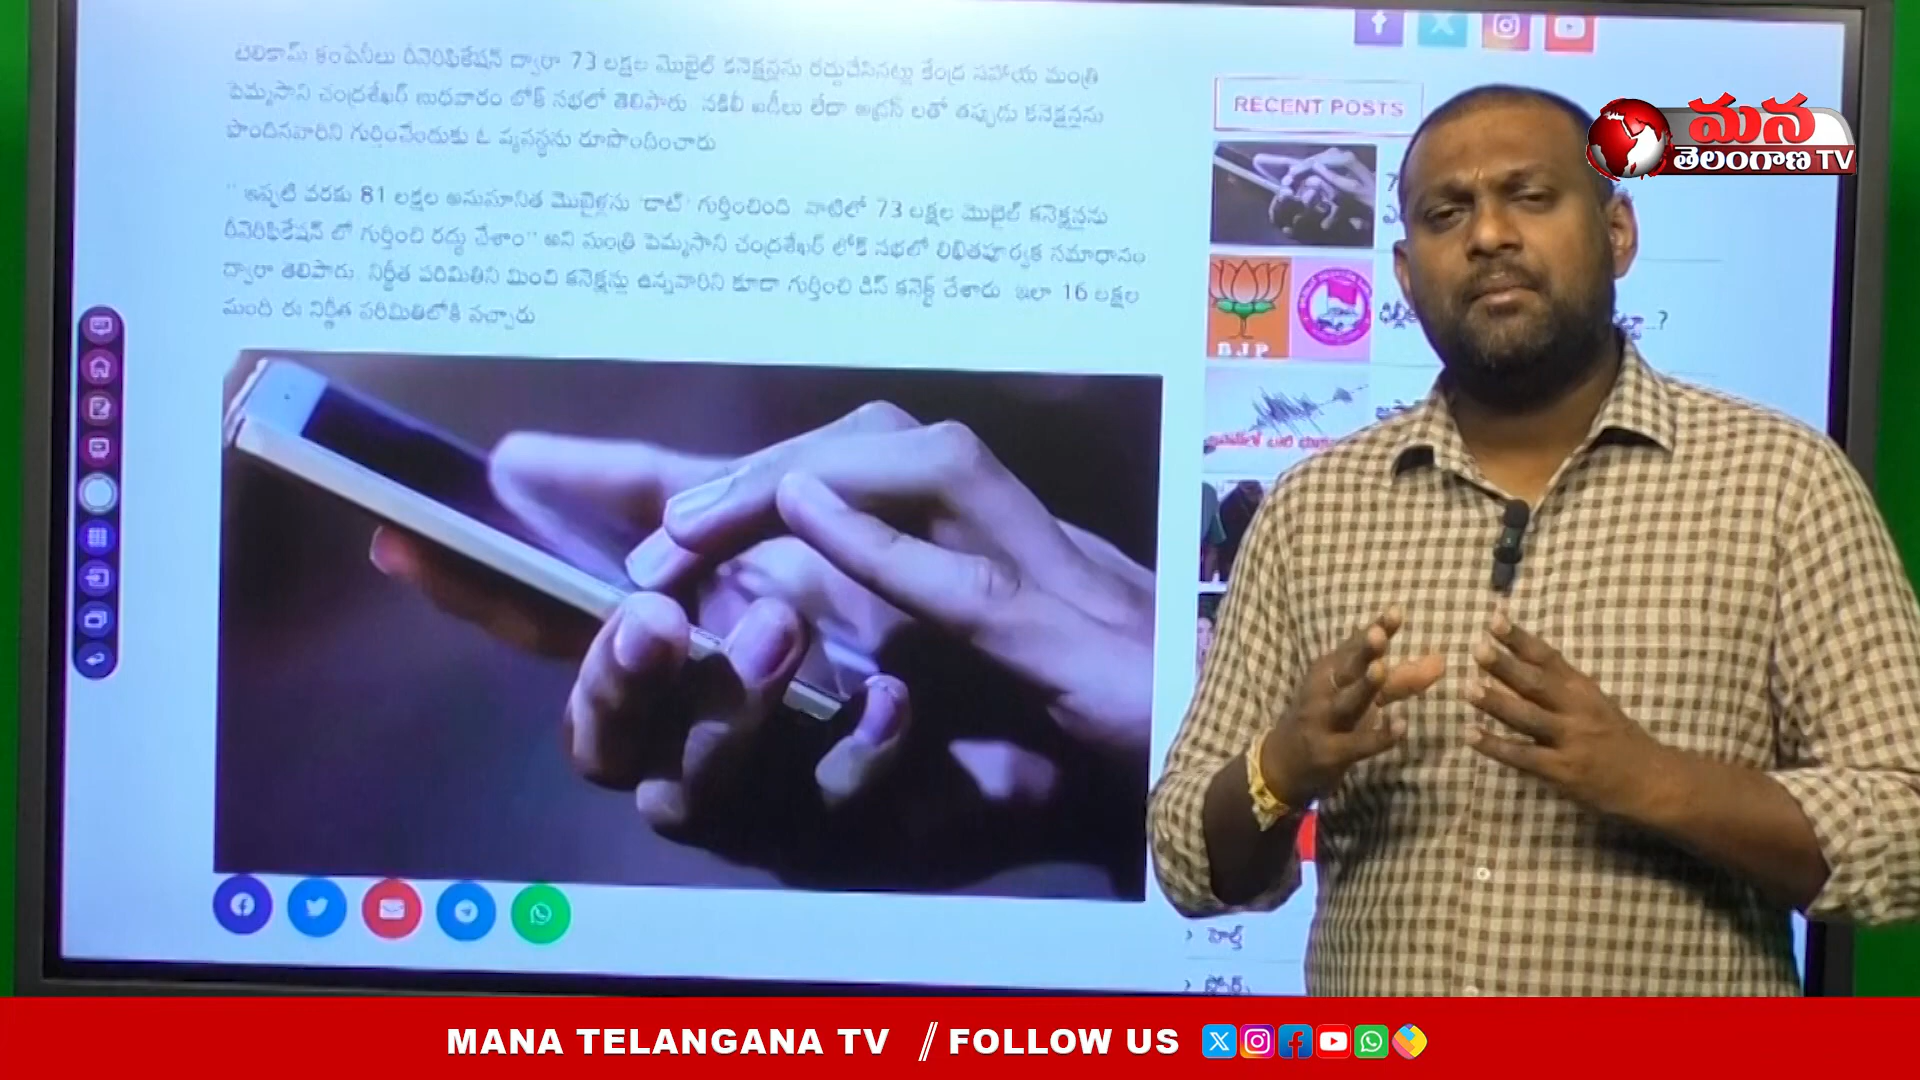 టెలికామ్ కంపెనీలు రీవెరిఫికేషన్ ద్వారా 73 లక్షల మొబైల్ కనెక్షన్లను రద్దుచేసినట్లు కేంద్ర సహాయ మంత్రి
పెమ్మసాని చంద్రశేఖర్ బుధవారం లోక్ సభలో తెలిపారు. నకిలీ ఐడీలు లేదా అడ్రస్ లతో తప్పుడు కనెక్షన్లను
పొందినవారిని గుర్తించేందుకు ఓ వ్యవస్థను రూపొందించారు.
'' ఇప్పటి వరకు 81 లక్షల అనుమానిత మొబైళ్లను 'డాట్' గుర్తించింది. వాటిలో 73 లక్షల మొబైల్ కనెక్షన్లను
రీవెరిఫికేషన్ లో గుర్తించి రద్దు చేశాం'' అని మంత్రి పెమ్మసాని చంద్రశేఖర్ లోక్ సభలో లిఖితపూర్వక సమాధానం
ద్వారా తెలిపారు. నిర్ణీత పరిమితిని మించి కనెక్షన్లు ఉన్నవారిని కూడా గుర్తించి డిస్ కనెక్ట్ చేశారు. ఇలా 16 లక్షల
మంది ఈ నిర్ణీత పరిమితిలోకి వచ్చారు.
RECENT POSTS
మన
తెలంగాణ TV
BJP
హెల్త్
MANA TELANGANA TV // FOLLOW US